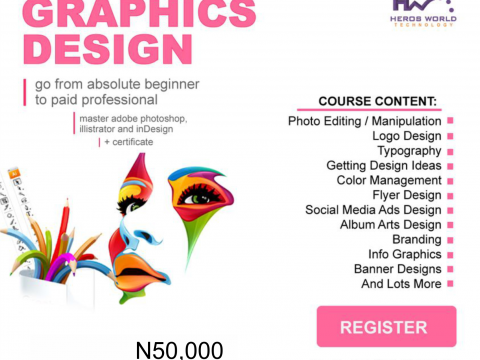 GRAPHICS
DESIGN
go from absolute beginner
to paid professional
master adobe photoshop,
illistrator and inDesign
+ certificate
HEROB WORLD
TECHNOLOGY
COURSE CONTENT:
Photo Editing / Manipulation
Logo Design
Typography
Getting Design Ideas
Color Management
Flyer Design
Social Media Ads Design
Album Arts Design
Branding
Info Graphics
Banner Designs
And Lots More
REGISTER
N50,000